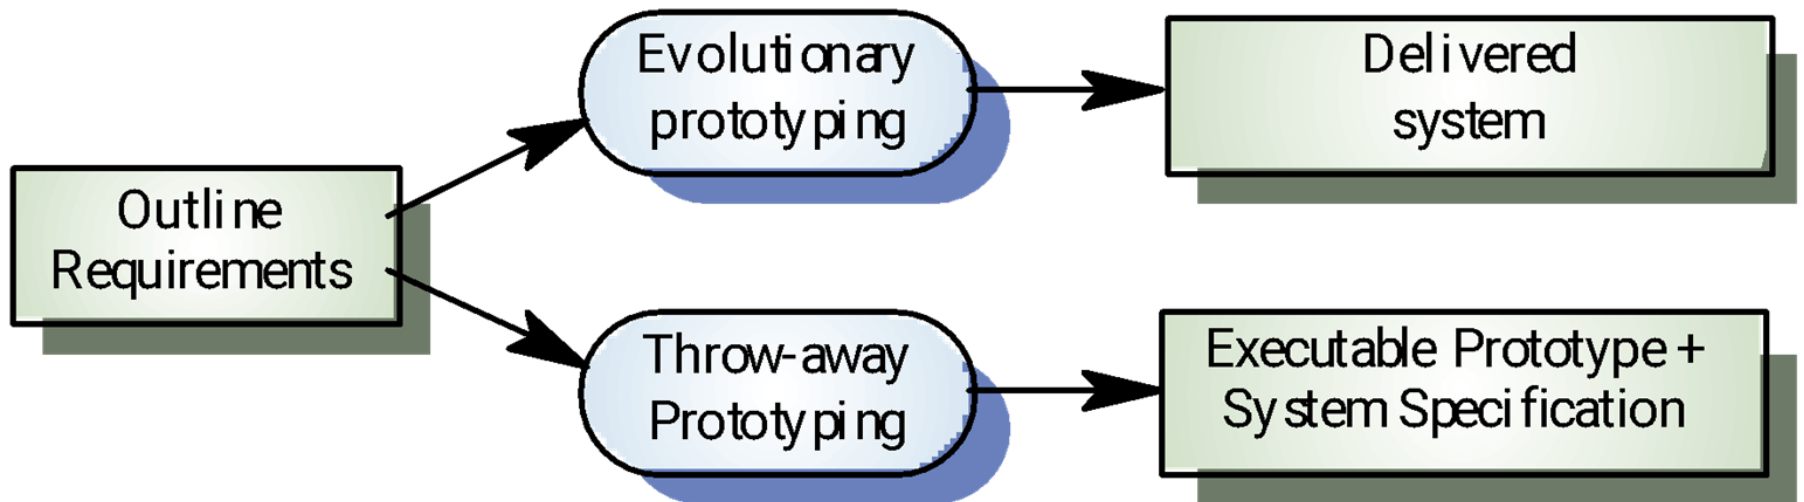 Evolutionary
prototyping
Delivered
system
Outline
Requirements
Throw-away
Prototyping
Executable Prototype +
System Specification